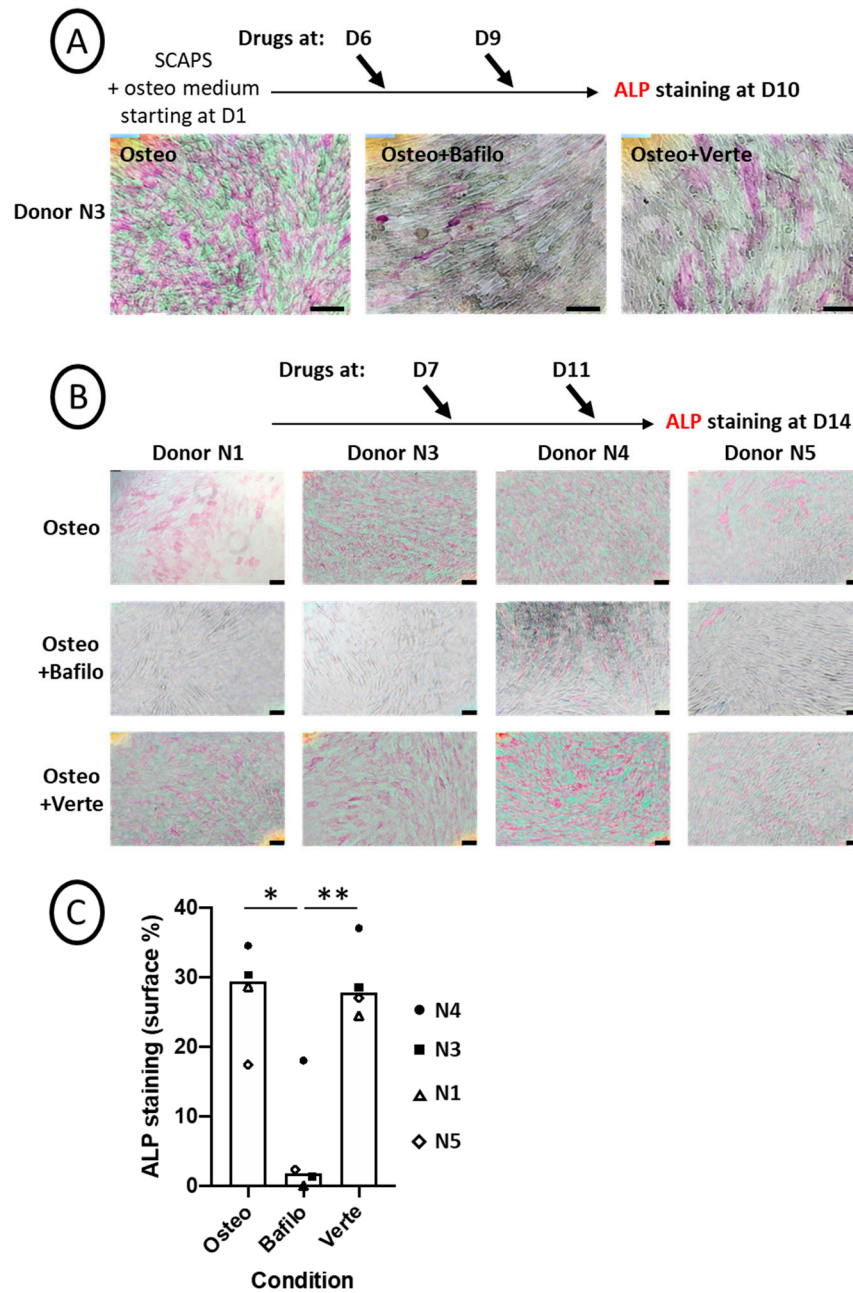 A
Drugs at: D6 D9
SCAPS
+ osteo medium
starting at D1
ALP staining at D10
Osteo Osteo+Bafilo Osteo+Verte
Donor N3
B
Drugs at: D7 D11
ALP staining at D14
Donor N1 Donor N3 Donor N4 Donor N5
Osteo
Osteo
+Bafilo
Osteo
+Verte
C
* **
40
30
20
10
0
ALP staining (surface %)
N4
N3
N1
N5
Osteo Bafilo Verte
Condition